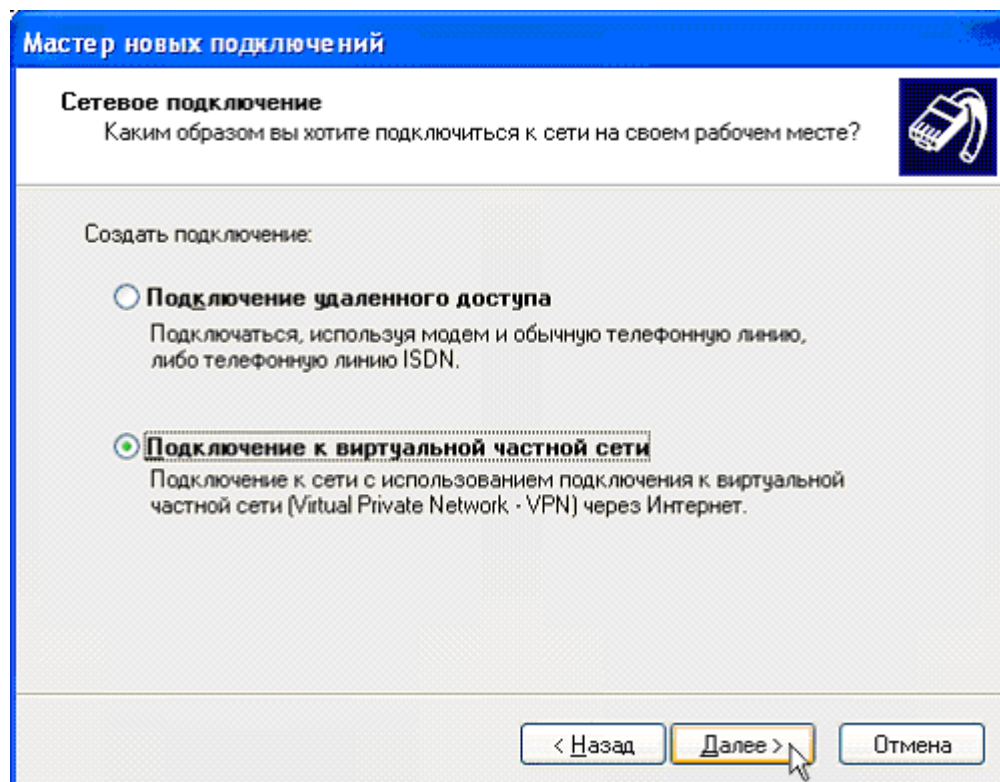 Мастер новых подключений
Сетевое подключение
Каким образом вы хотите подключиться к сети на своем рабочем месте?
Создать подключение:
Подключение удаленного доступа
Подключаться, используя модем и обычную телефонную линию,
либо телефонную линию ISDN.
Подключение к виртуальной частной сети
Подключение к сети с использованием подключения к виртуальной
частной сети (Virtual Private Network - VPN) через Интернет.
< Назад
Далее >
Отмена